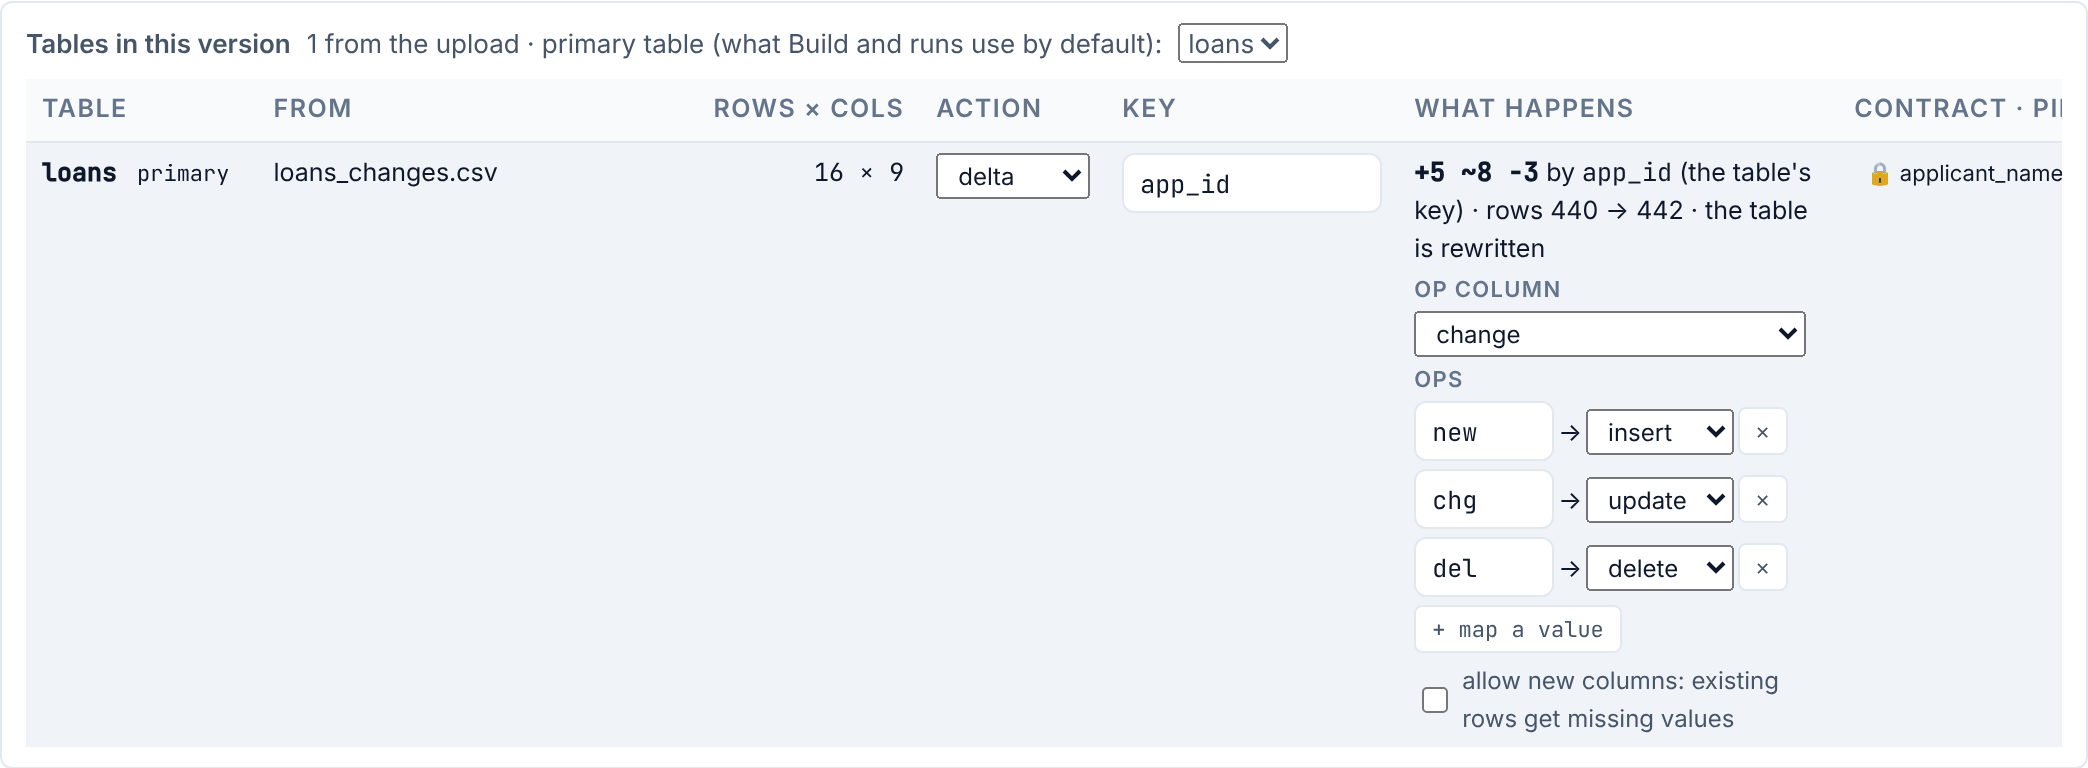 Tables in this version 1 from the upload · primary table (what Build and runs use by default): loans
TABLE FROM ROWS × COLS ACTION KEY WHAT HAPPENS CONTRACT · PI
loans primary loans_changes.csv 16 × 9 delta app_id +5 ~8 -3 by app_id (the table's
key) · rows 440 → 442 · the table
is rewritten
🔒 applicant_name
OP COLUMN
change
OPS
new → insert ×
chg → update ×
del → delete ×
+ map a value
allow new columns: existing
rows get missing values